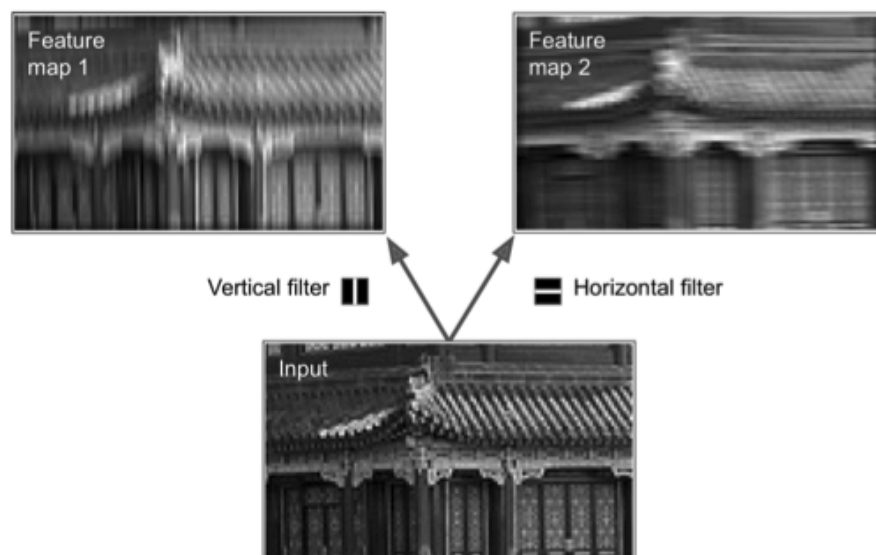 Feature
map 1
Feature
map 2
Vertical filter
Horizontal filter
Input